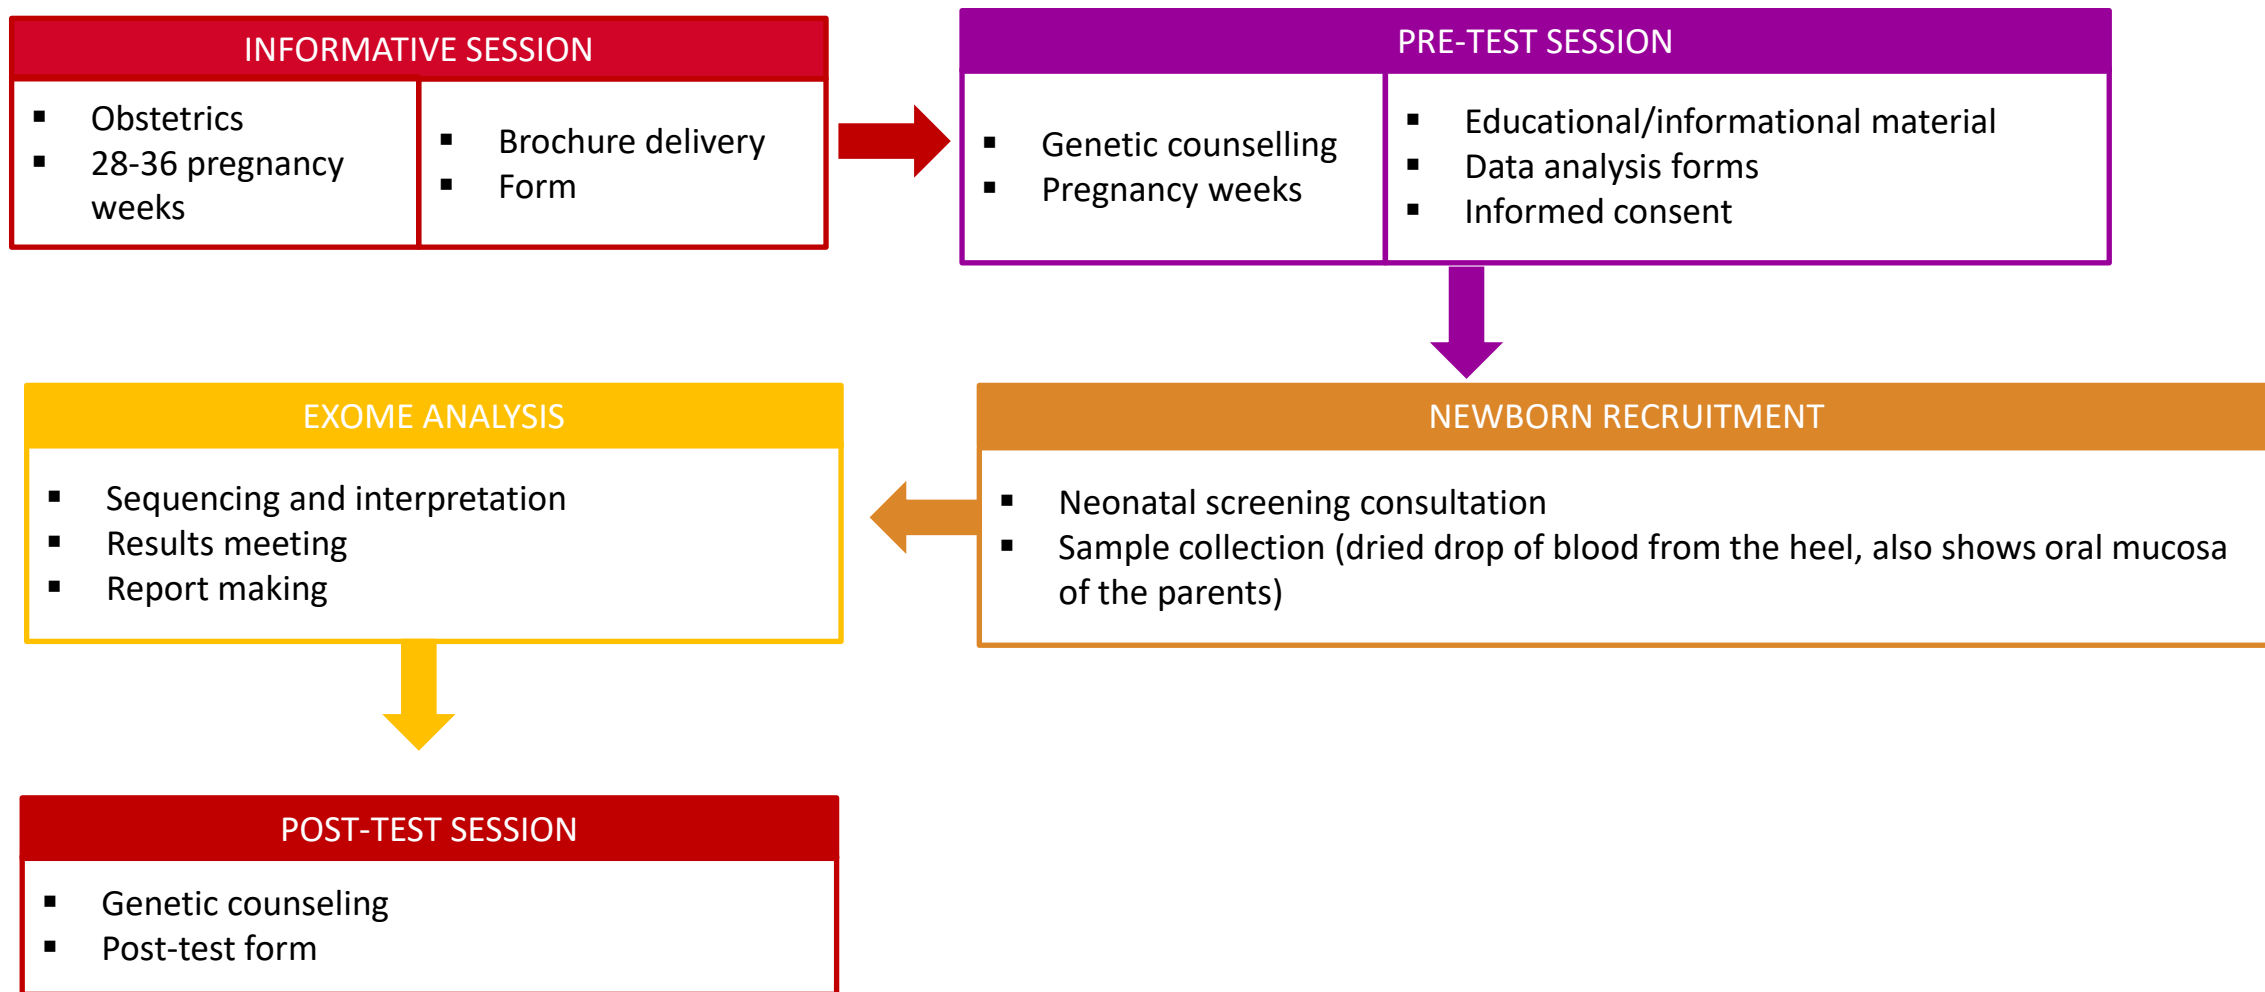 INFORMATIVE SESSION
▪ Obstetrics
▪ 28-36 pregnancy
weeks
▪ Brochure delivery
▪ Form
PRE-TEST SESSION
▪ Genetic counselling
▪ Pregnancy weeks
▪ Educational/informational material
▪ Data analysis forms
▪ Informed consent
NEWBORN RECRUITMENT
▪ Neonatal screening consultation
▪ Sample collection (dried drop of blood from the heel, also shows oral mucosa
of the parents)
EXOME ANALYSIS
▪ Sequencing and interpretation
▪ Results meeting
▪ Report making
POST-TEST SESSION
▪ Genetic counseling
▪ Post-test form